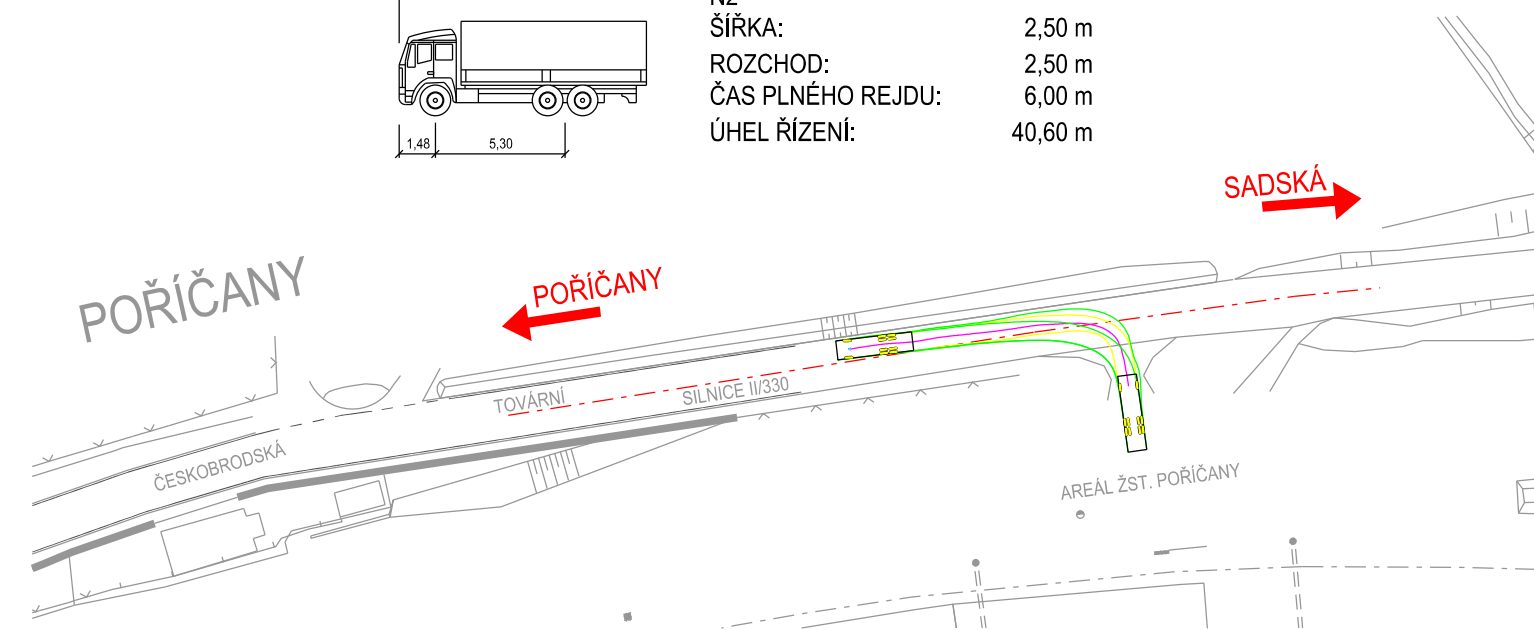 N2
ŠÍŘKA: 2,50 m
ROZCHOD: 2,50 m
ČAS PLNÉHO REJDU: 6,00 m
ÚHEL ŘÍZENÍ: 40,60 m
1,48 5,30
SADSKÁ
POŘÍČANY
POŘÍČANY
TOVÁRNÍ
SILNICE II/330
ČESKOBRODSKÁ
AREÁL ŽST. POŘÍČANY